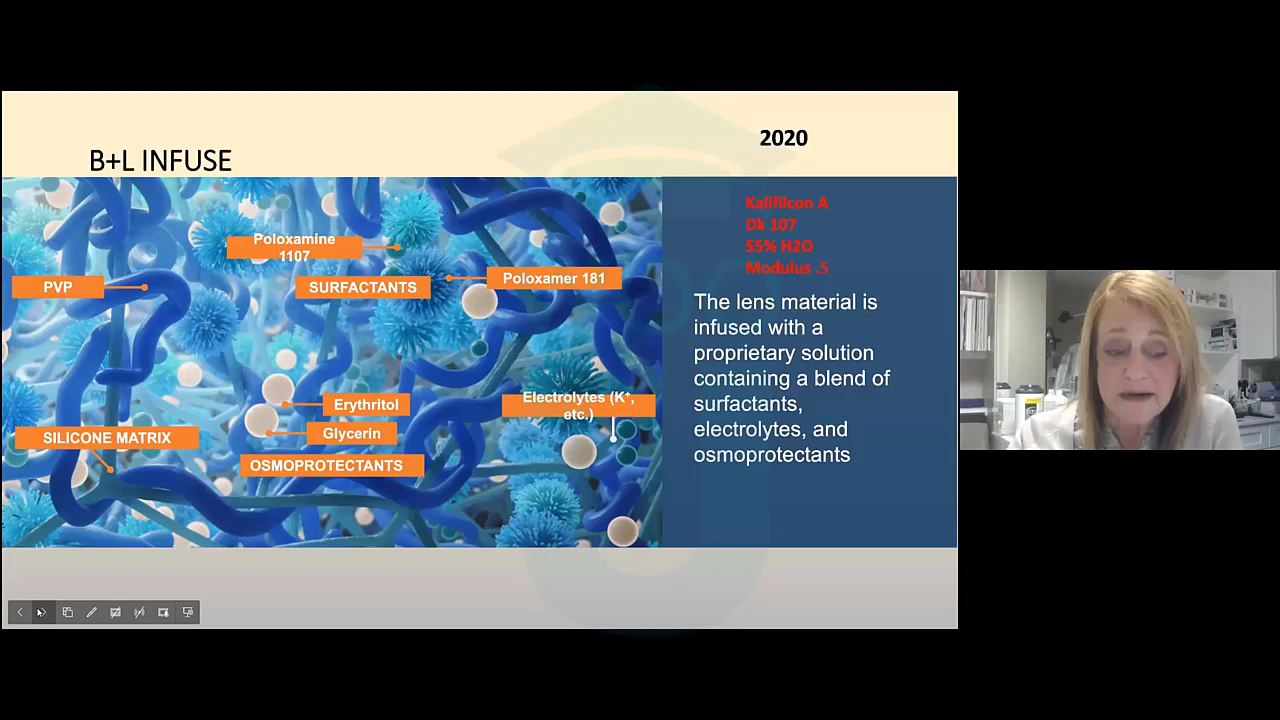 2020
B+L INFUSE
Kalifilcon A
Dk 107
55% H2O
Modulus .5
Poloxamine
1107
PVP
SURFACTANTS
Poloxamer 181
The lens material is
infused with a
proprietary solution
containing a blend of
surfactants,
electrolytes, and
osmoprotectants
Erythritol
Electrolytes (K⁺,
etc.)
Glycerin
SILICONE MATRIX
OSMOPROTECTANTS